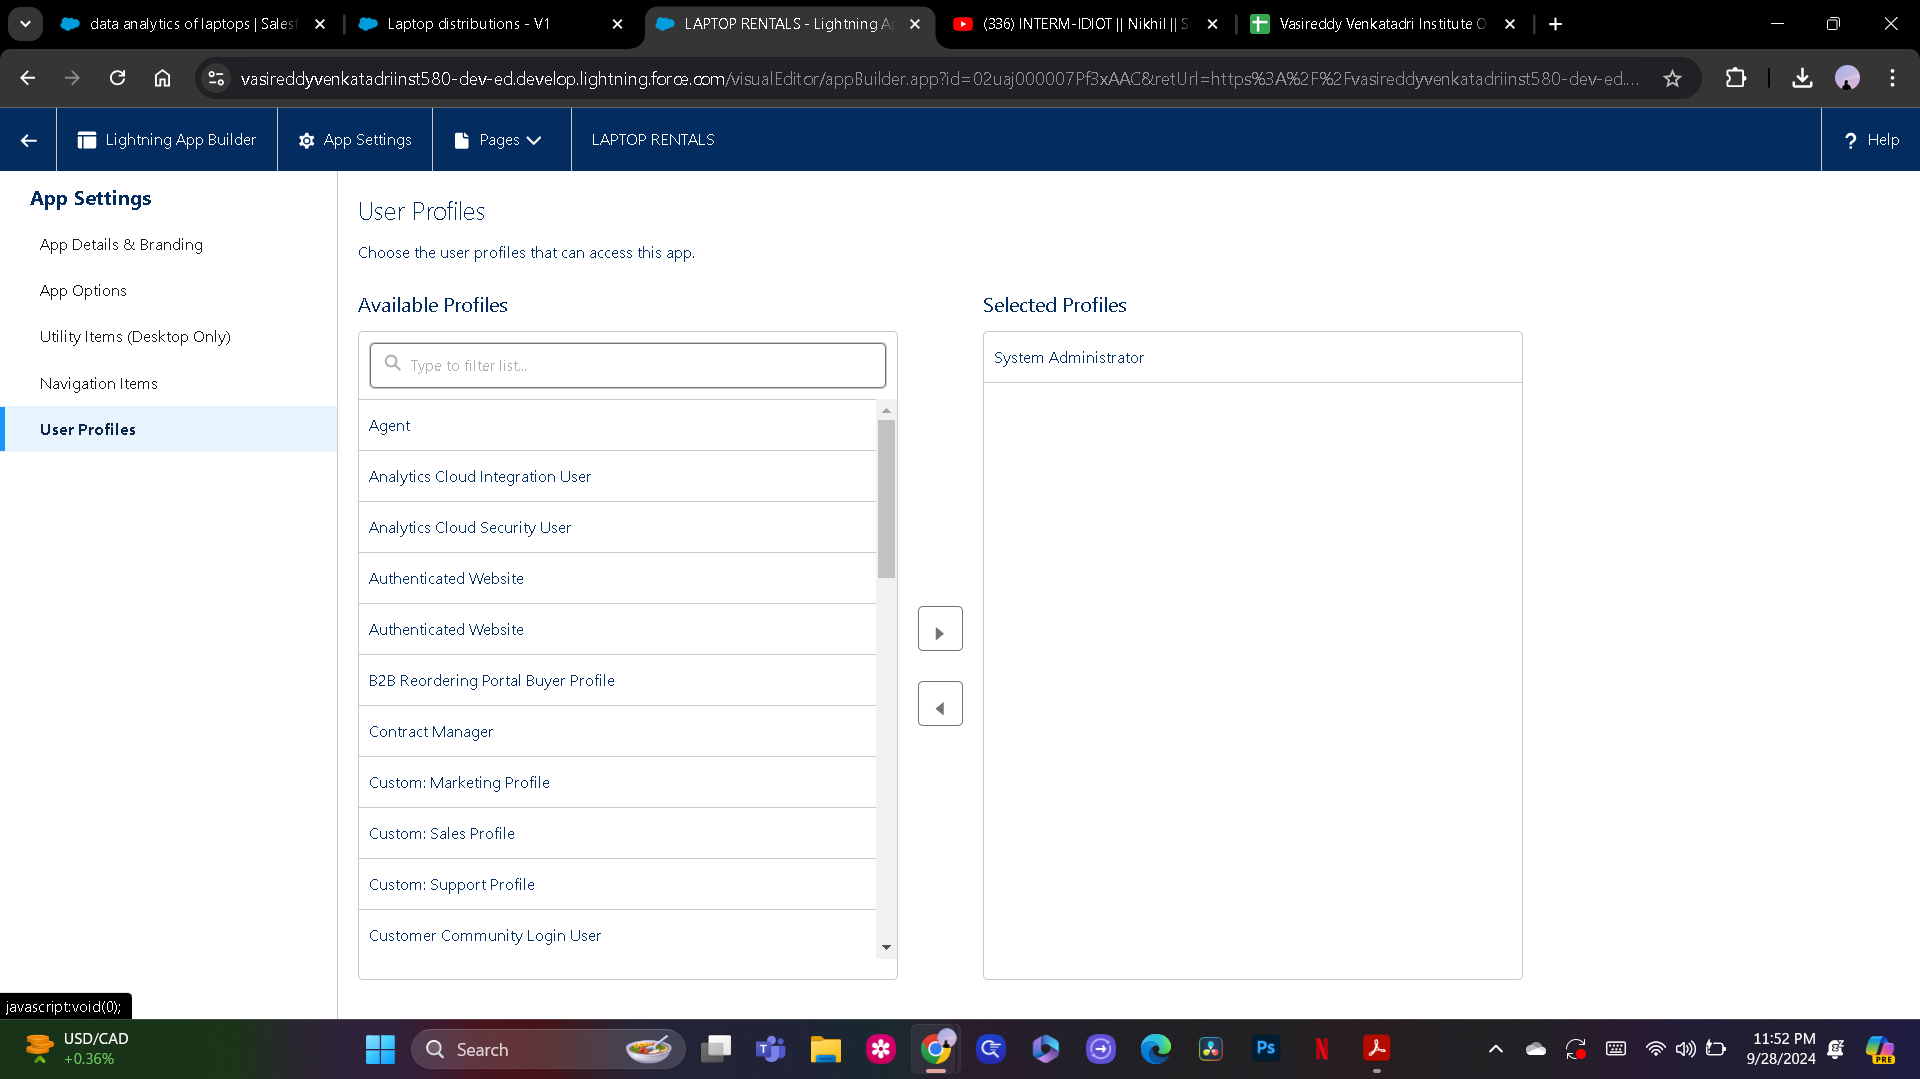 data analytics of laptops | Sales
Laptop distributions - V1
LAPTOP RENTALS - Lightning A
(336) INTERM-IDIOT || Nikhil || S
Vasireddy Venkatadri Institute O
vasireddyvenkatadriinst580-dev-ed.develop.lightning.force.com/visualEditor/appBuilder.app?id=02uaj000007Pf3xAAC&retUrl=https%3A%2F%2Fvasireddyvenkatadriinst580-dev-ed....
Lightning App Builder
App Settings
Pages
LAPTOP RENTALS
? Help
App Settings
App Details & Branding
App Options
Utility Items (Desktop Only)
Navigation Items
User Profiles
User Profiles
Choose the user profiles that can access this app.
Available Profiles
Type to filter list...
Agent
Analytics Cloud Integration User
Analytics Cloud Security User
Authenticated Website
Authenticated Website
B2B Reordering Portal Buyer Profile
Contract Manager
Custom: Marketing Profile
Custom: Sales Profile
Custom: Support Profile
Customer Community Login User
Selected Profiles
System Administrator
javascript:void(0);
USD/CAD
+0.36%
Search
Ps
11:52 PM
9/28/2024
PRE